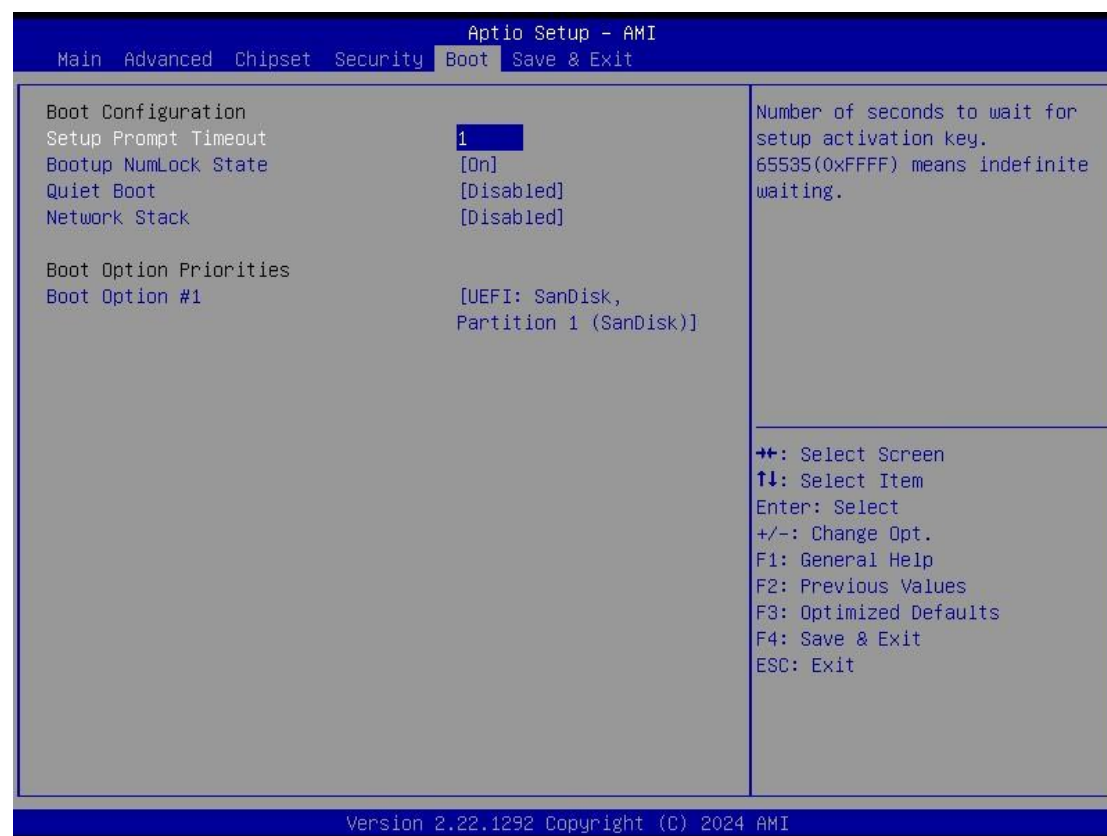 Aptio Setup - AMI
Main Advanced Chipset Security Boot Save & Exit
Boot Configuration
Setup Prompt Timeout 1
Bootup NumLock State [On]
Quiet Boot [Disabled]
Network Stack [Disabled]
Boot Option Priorities
Boot Option #1 [UEFI: SanDisk,
Partition 1 (SanDisk)]
Number of seconds to wait for
setup activation key.
65535(0xFFFF) means indefinite
waiting.
→←: Select Screen
↑↓: Select Item
Enter: Select
+/-: Change Opt.
F1: General Help
F2: Previous Values
F3: Optimized Defaults
F4: Save & Exit
ESC: Exit
Version 2.22.1292 Copyright (C) 2024 AMI